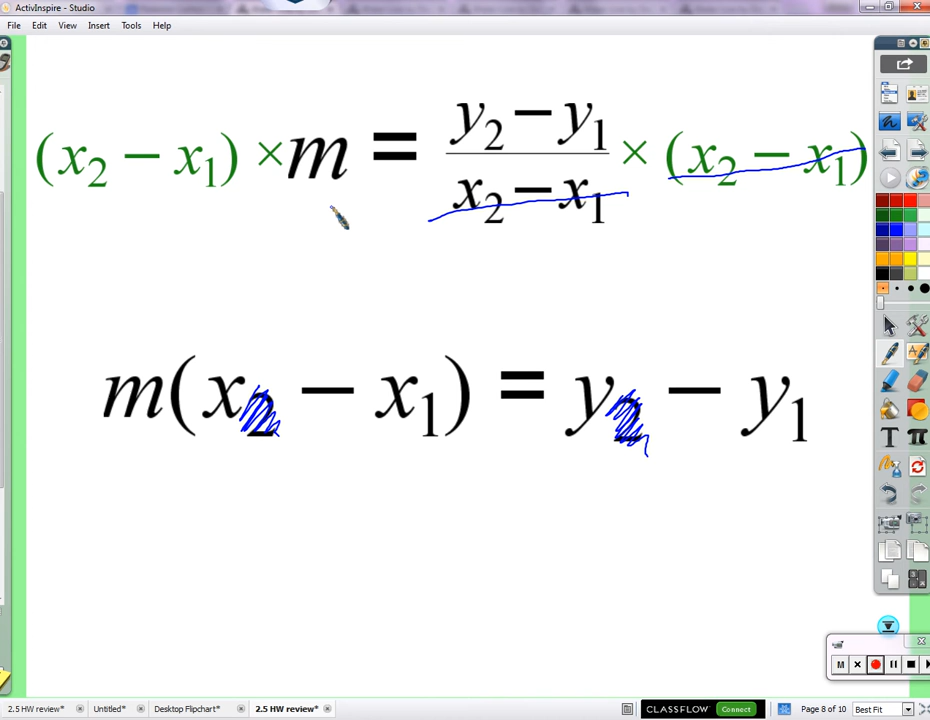 ActivInspire - Studio
File Edit View Insert Tools Help
(x₂ − x₁) × m = (y₂ − y₁)/(x₂ − x₁) × (x₂ − x₁)
m(x₂ − x₁) = y₂ − y₁
M
2.5 HW review* Untitled* Desktop Flipchart* 2.5 HW review* CLASSFLOW Connect Page 8 of 10 Best Fit